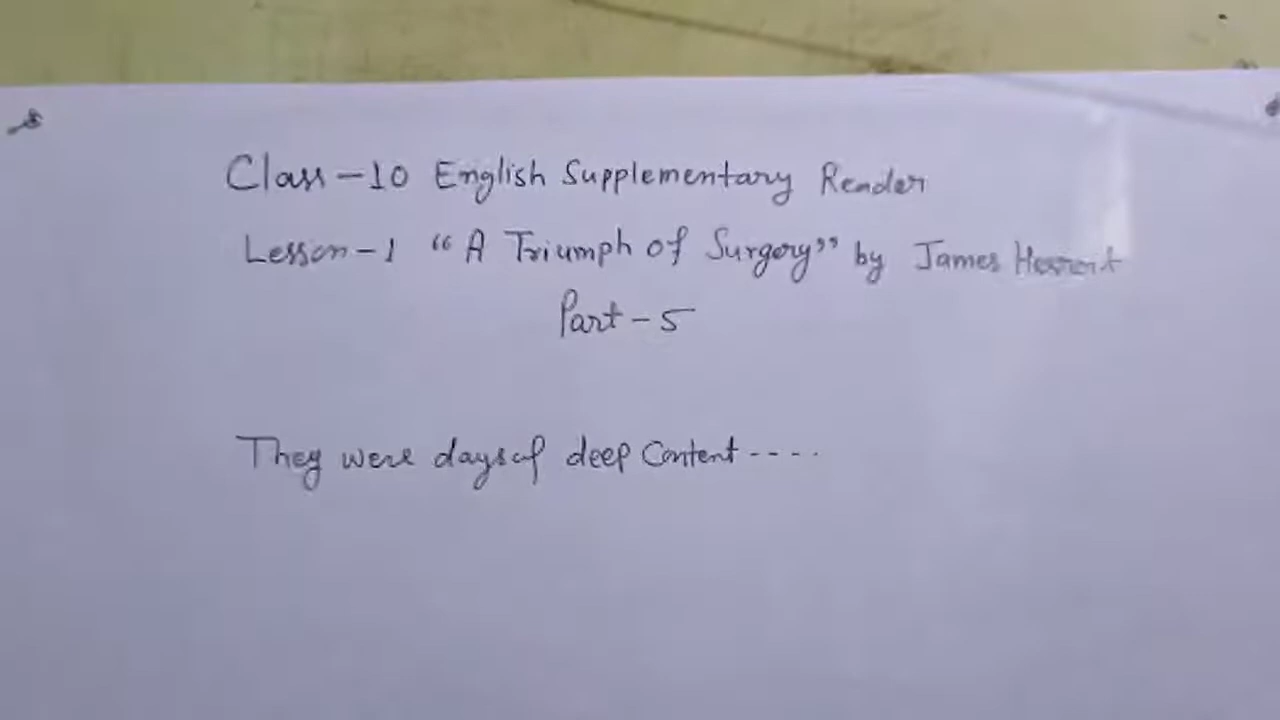 Class-10 English Supplementary Reader
Lesson-1 "A Triumph of Surgery" by James Herroit
Part-5
They were days of deep Content----